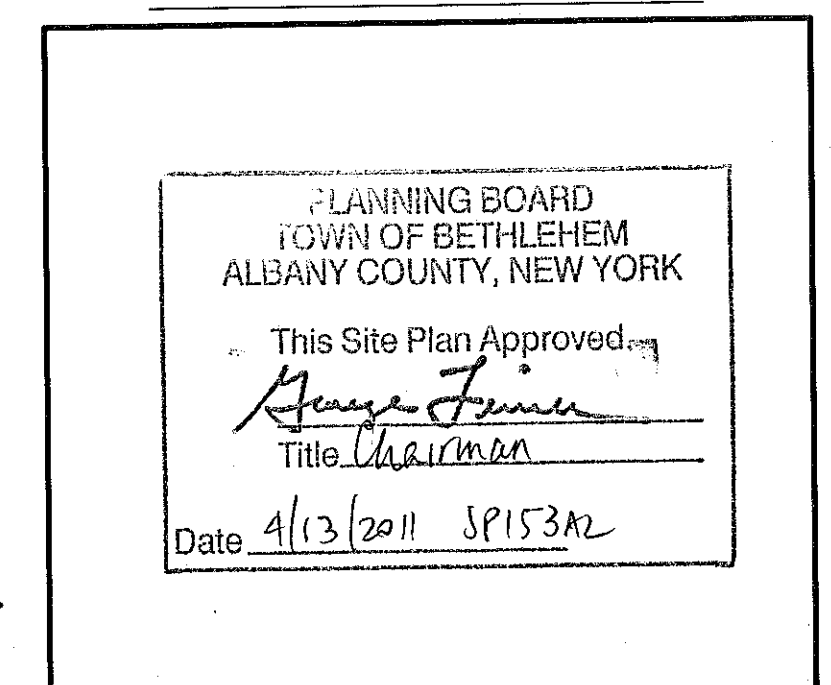 PLANNING BOARD
TOWN OF BETHLEHEM
ALBANY COUNTY, NEW YORK
This Site Plan Approved
George
Title Chairman
Date 4/13/2011 SP153A2